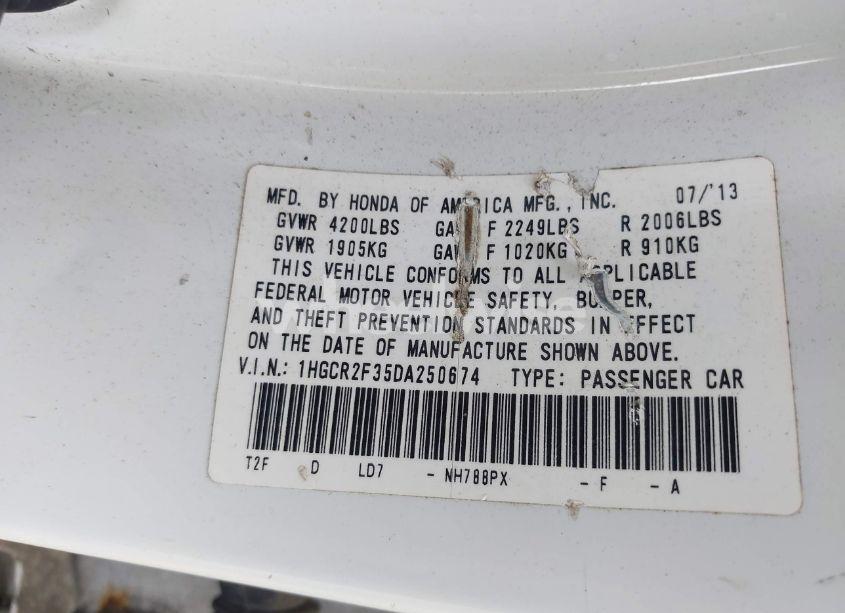 MFD. BY HONDA OF AMERICA MFG., INC. 07/'13
GVWR 4200LBS GAWR F 2249LBS R 2006LBS
GVWR 1905KG GAWR F 1020KG R 910KG
THIS VEHICLE CONFORMS TO ALL APPLICABLE
FEDERAL MOTOR VEHICLE SAFETY, BUMPER,
AND THEFT PREVENTION STANDARDS IN EFFECT
ON THE DATE OF MANUFACTURE SHOWN ABOVE.
V.I.N.: 1HGCR2F35DA250674 TYPE: PASSENGER CAR
T2F D LD7 - NH788PX - F - A